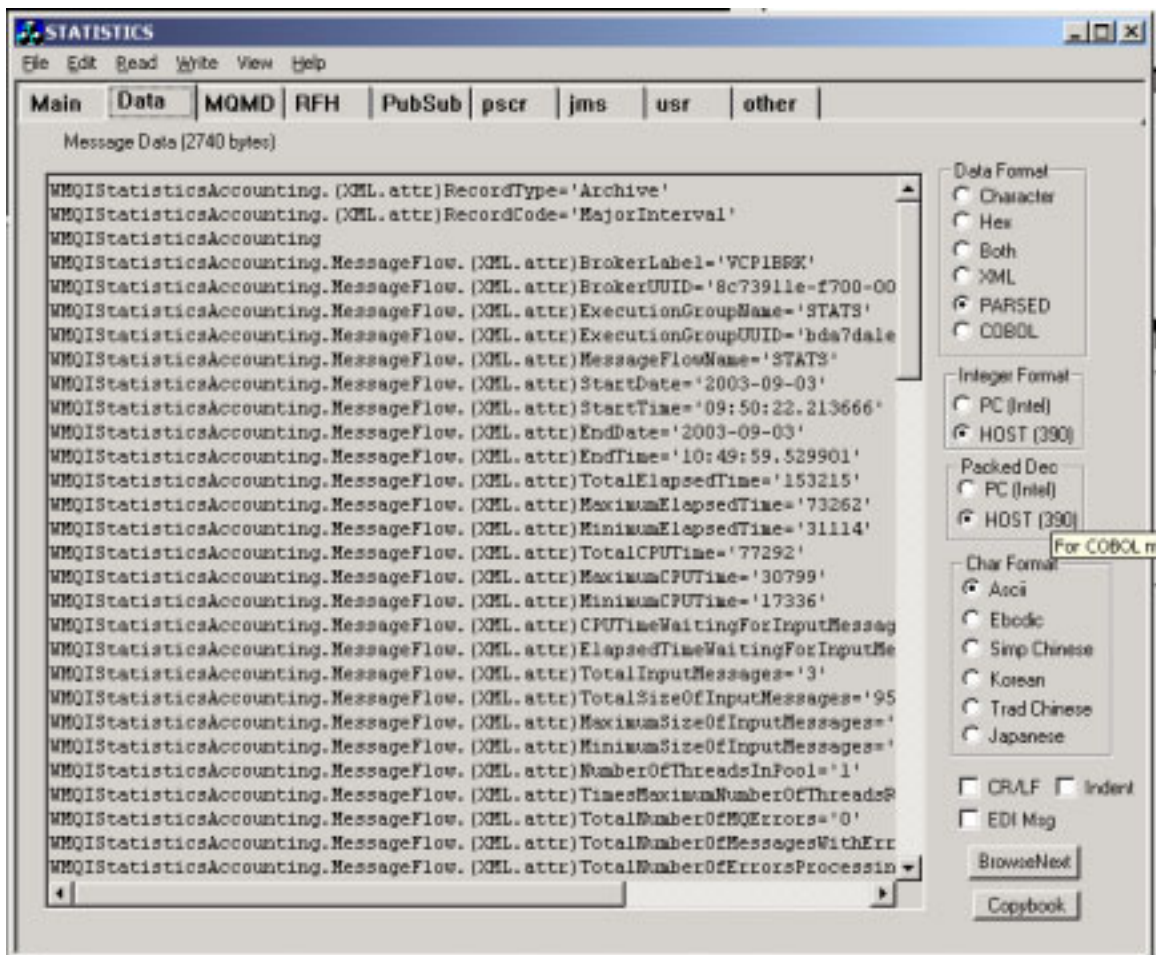 STATISTICS
File Edit Read Write View Help
Main Data MQMD RFH PubSub pscr jms usr other
Message Data (2740 bytes)
WMQIStatisticsAccounting.(XML.attr)RecordType='Archive'
WMQIStatisticsAccounting.(XML.attr)RecordCode='MajorInterval'
WMQIStatisticsAccounting
WMQIStatisticsAccounting.MessageFlow.(XML.attr)BrokerLabel='VCP1BRK'
WMQIStatisticsAccounting.MessageFlow.(XML.attr)BrokerUUID='8c73911e-f700-00
WMQIStatisticsAccounting.MessageFlow.(XML.attr)ExecutionGroupName='STATS'
WMQIStatisticsAccounting.MessageFlow.(XML.attr)ExecutionGroupUUID='bda7da1e
WMQIStatisticsAccounting.MessageFlow.(XML.attr)MessageFlowName='STATS'
WMQIStatisticsAccounting.MessageFlow.(XML.attr)StartDate='2003-09-03'
WMQIStatisticsAccounting.MessageFlow.(XML.attr)StartTime='09:50:22.213666'
WMQIStatisticsAccounting.MessageFlow.(XML.attr)EndDate='2003-09-03'
WMQIStatisticsAccounting.MessageFlow.(XML.attr)EndTime='10:49:59.529901'
WMQIStatisticsAccounting.MessageFlow.(XML.attr)TotalElapsedTime='153215'
WMQIStatisticsAccounting.MessageFlow.(XML.attr)MaximumElapsedTime='73262'
WMQIStatisticsAccounting.MessageFlow.(XML.attr)MinimumElapsedTime='31114'
WMQIStatisticsAccounting.MessageFlow.(XML.attr)TotalCPUTime='77292'
WMQIStatisticsAccounting.MessageFlow.(XML.attr)MaximumCPUTime='30799'
WMQIStatisticsAccounting.MessageFlow.(XML.attr)MinimumCPUTime='17336'
WMQIStatisticsAccounting.MessageFlow.(XML.attr)CPUTimeWaitingForInputMessag
WMQIStatisticsAccounting.MessageFlow.(XML.attr)ElapsedTimeWaitingForInputMe
WMQIStatisticsAccounting.MessageFlow.(XML.attr)TotalInputMessages='3'
WMQIStatisticsAccounting.MessageFlow.(XML.attr)TotalSizeOfInputMessages='95
WMQIStatisticsAccounting.MessageFlow.(XML.attr)MaximumSizeOfInputMessages='
WMQIStatisticsAccounting.MessageFlow.(XML.attr)MinimumSizeOfInputMessages='
WMQIStatisticsAccounting.MessageFlow.(XML.attr)NumberOfThreadsInPool='1'
WMQIStatisticsAccounting.MessageFlow.(XML.attr)TimesMaximumNumberOfThreadsR
WMQIStatisticsAccounting.MessageFlow.(XML.attr)TotalNumberOfMQErrors='0'
WMQIStatisticsAccounting.MessageFlow.(XML.attr)TotalNumberOfMessagesWithErr
WMQIStatisticsAccounting.MessageFlow.(XML.attr)TotalNumberOfErrorsProcessin
Data Format
Character
Hex
Both
XML
PARSED
COBOL
Integer Format
PC (Intel)
HOST (390)
Packed Dec
PC (Intel)
HOST (390)
For COBOL m
Char Format
Ascii
Ebcdic
Simp Chinese
Korean
Trad Chinese
Japanese
CR/LF Indent
EDI Msg
BrowseNext
Copybook